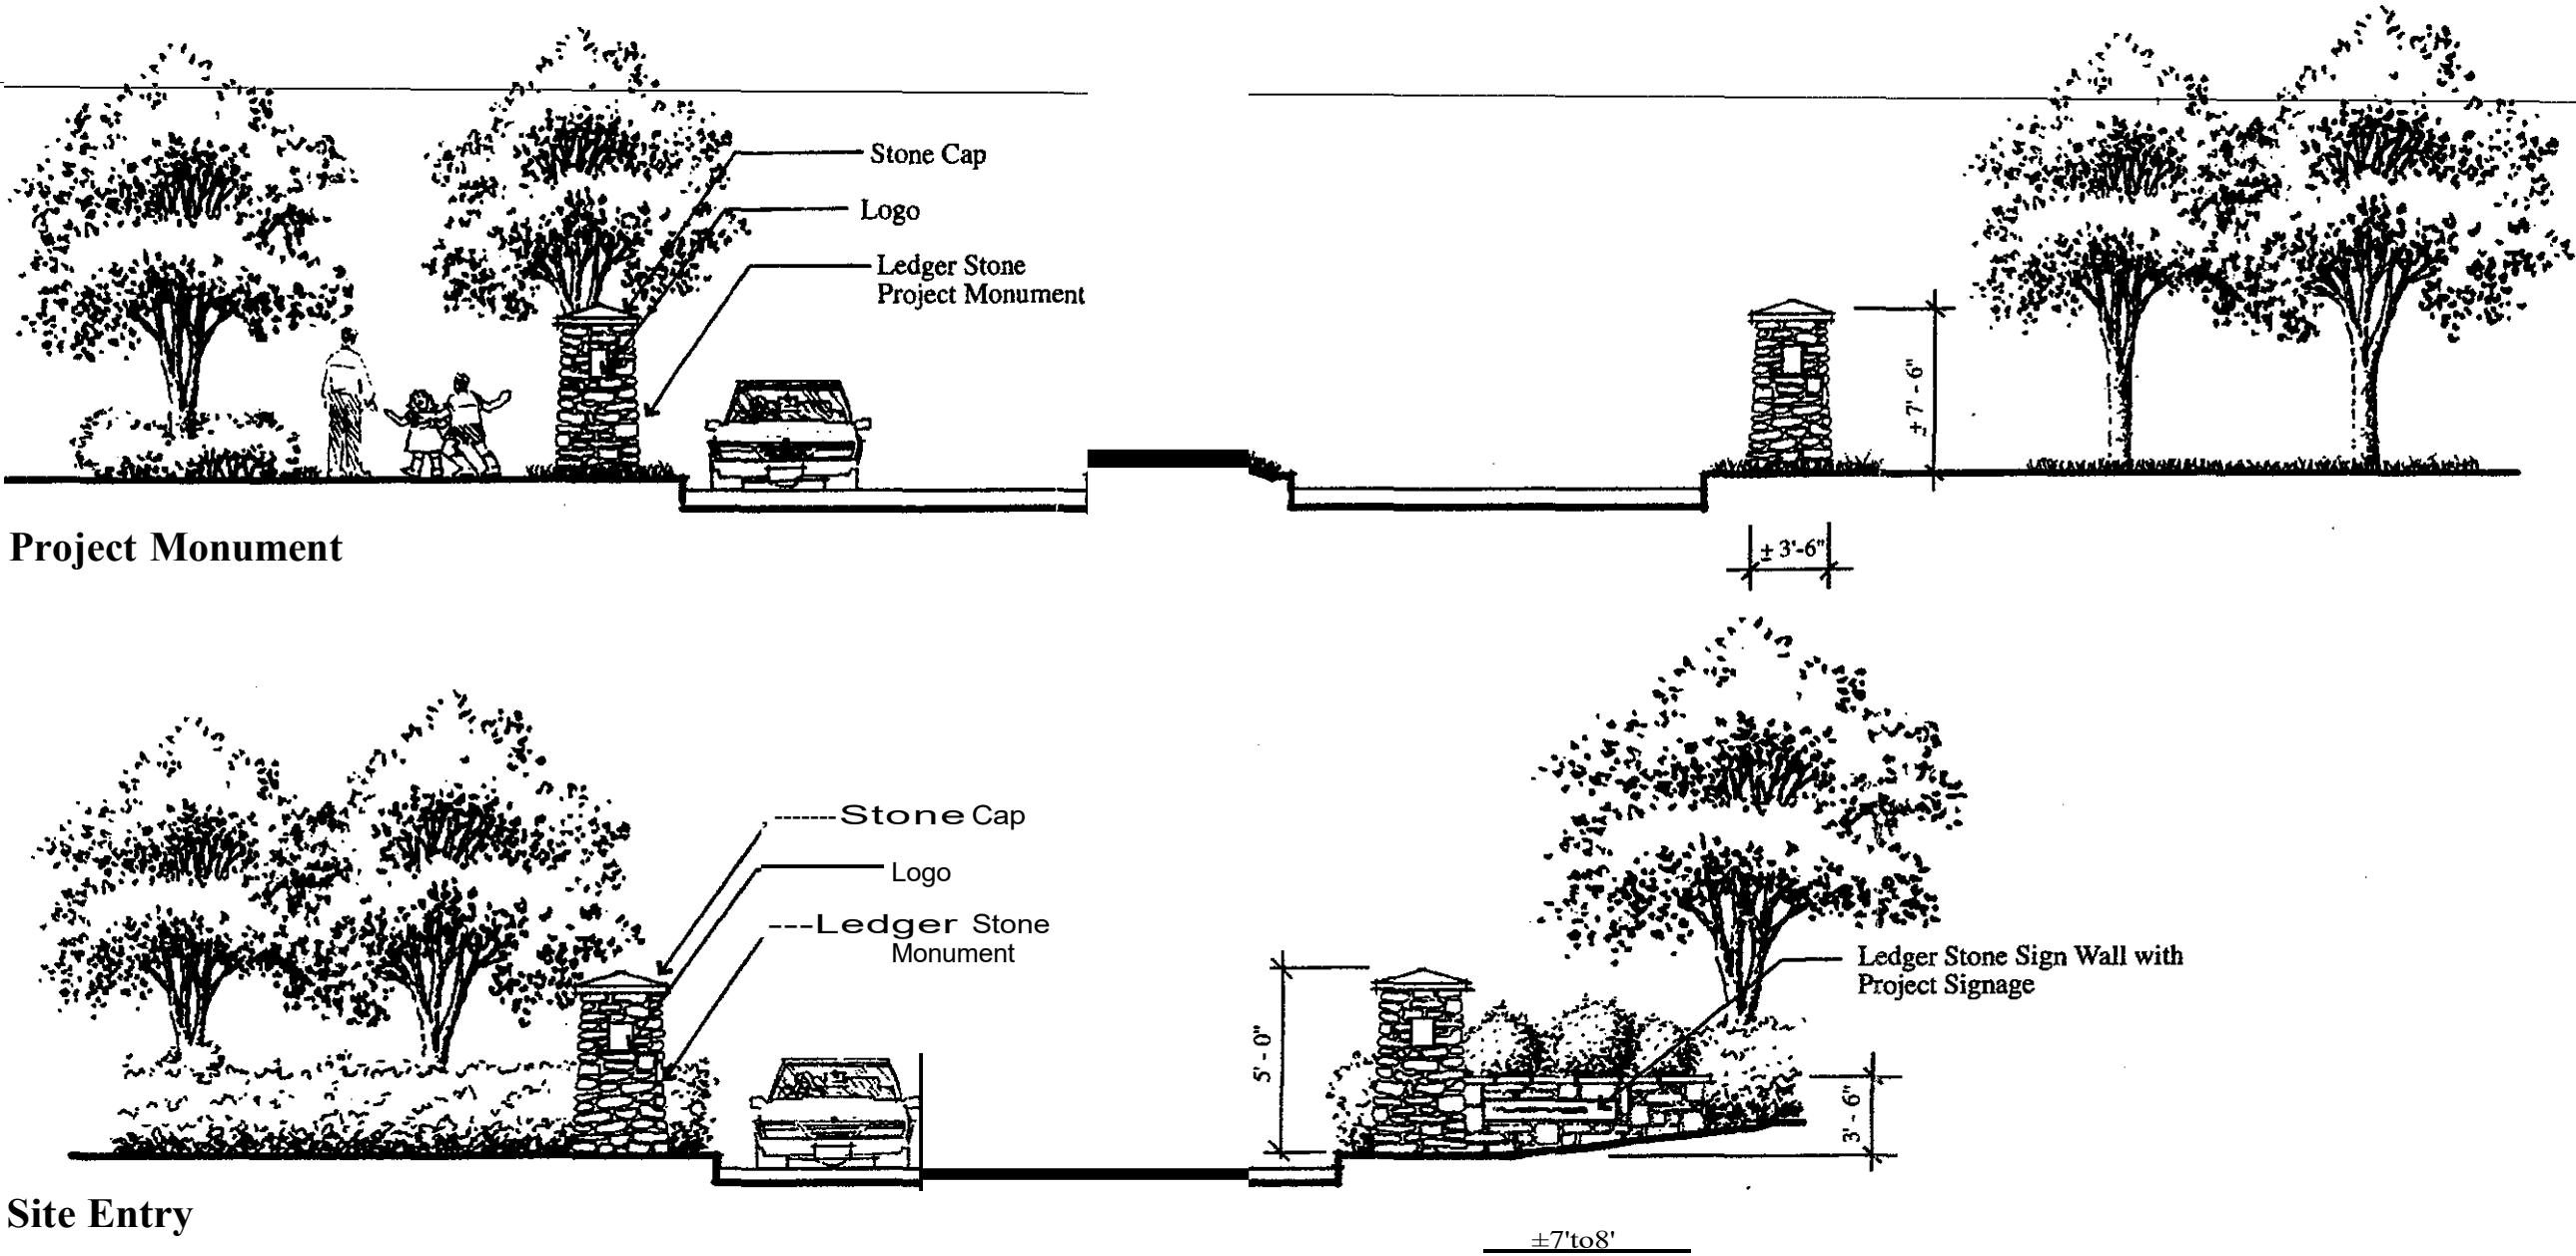 Stone Cap
Logo
Ledger Stone
Project Monument
± 7' - 6"
Project Monument
± 3'-6"
Stone Cap
Logo
Ledger Stone
Monument
Ledger Stone Sign Wall with
Project Signage
5' - 0"
3' - 6"
Site Entry
±7'to8'